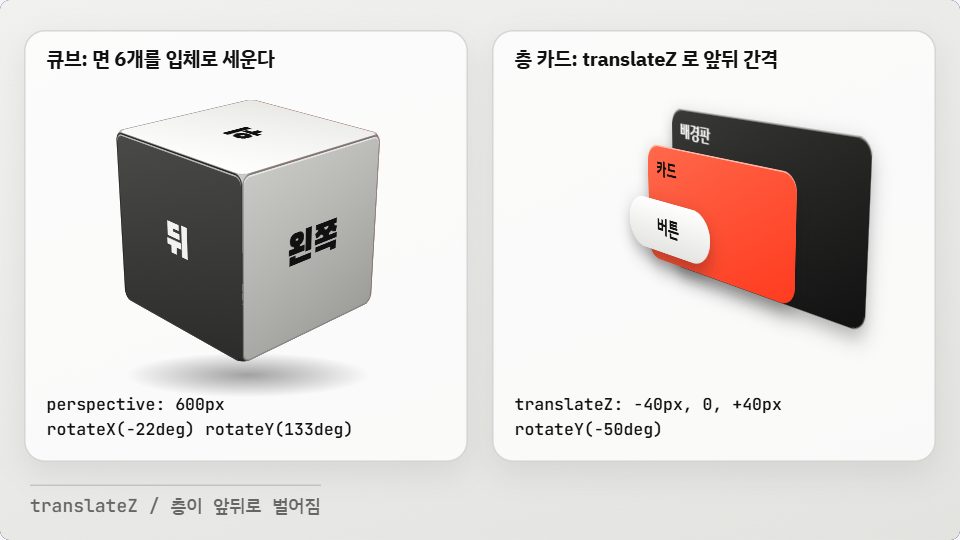 큐브: 면 6개를 입체로 세운다
뒤
왼쪽
perspective: 600px
rotateX(-22deg) rotateY(133deg)
층 카드: translateZ 로 앞뒤 간격
배경판
카드
버튼
translateZ: -40px, 0, +40px
rotateY(-50deg)
translateZ / 층이 앞뒤로 벌어짐